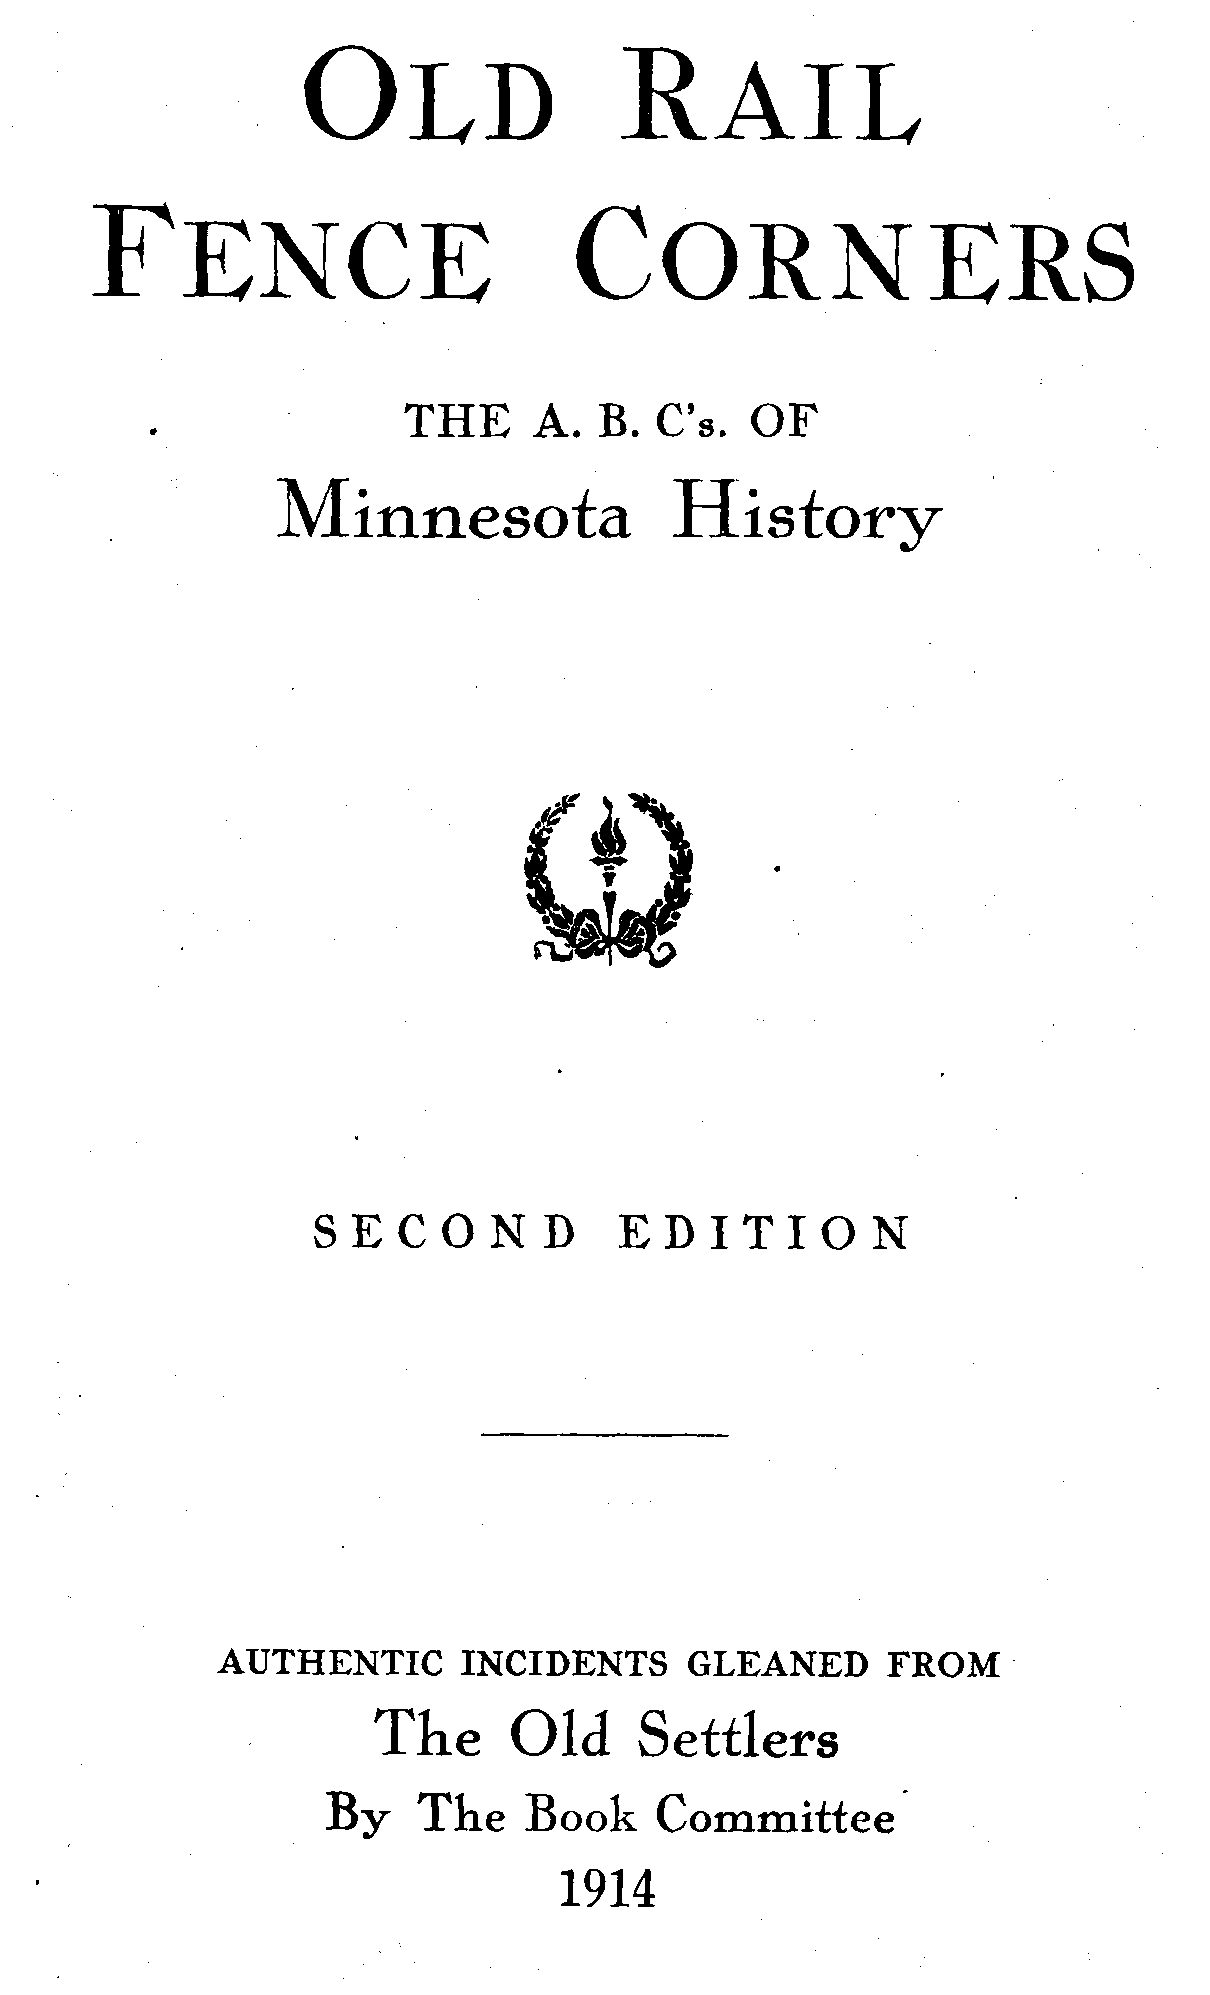 OLD RAIL
FENCE CORNERS
THE A. B. C's. OF
Minnesota History
SECOND EDITION
AUTHENTIC INCIDENTS GLEANED FROM
The Old Settlers
By The Book Committee
1914